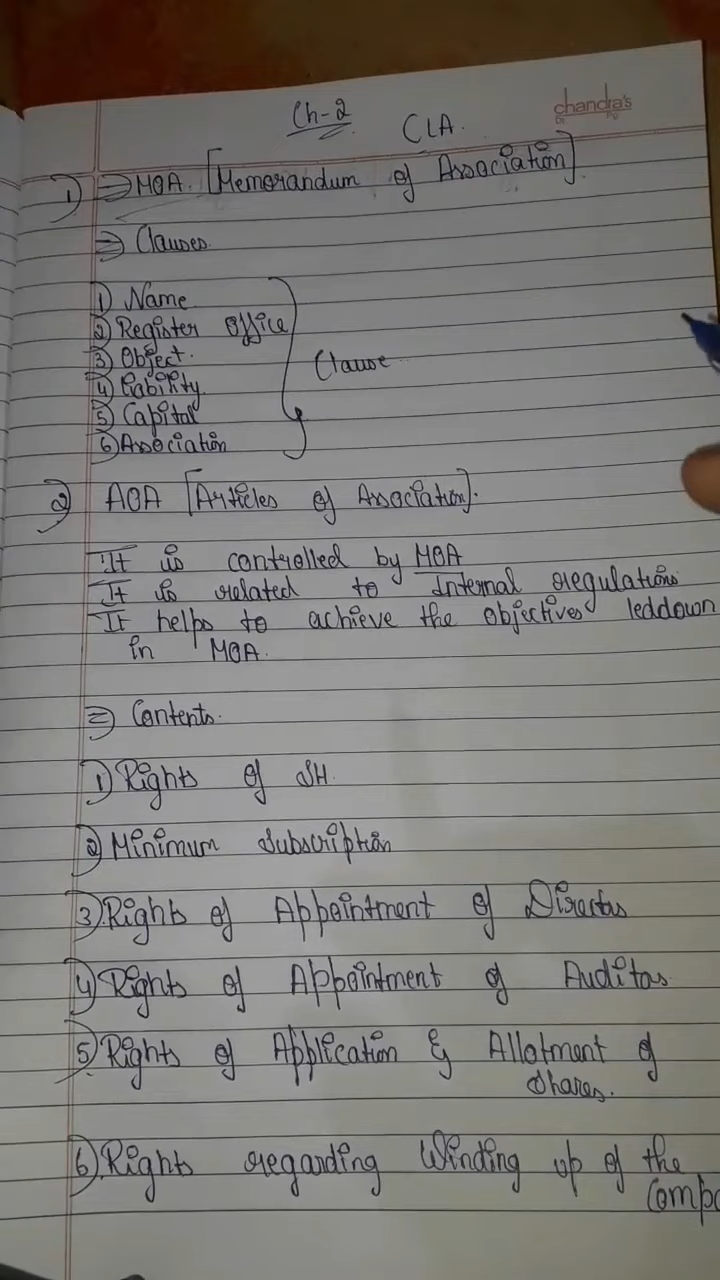 Ch-2
CLA.
chandra's
1) ⇒ MOA. [Memorandum of Association]
⇒ Clauses.
1) Name
2) Register office
3) Object.
4) Liability
5) Capital
6) Association
Clause
2) AOA [Articles of Association].
It is controlled by MOA
It is related to Internal regulations
It helps to achieve the objectives leddown
in MOA.
⇒ Contents.
1) Rights of SH.
2) Minimum Subscription
3) Rights of Appointment of Directors
4) Rights of Appointment of Auditors
5) Rights of Application & Allotment of
Shares.
6) Rights regarding Winding up of the
Comp